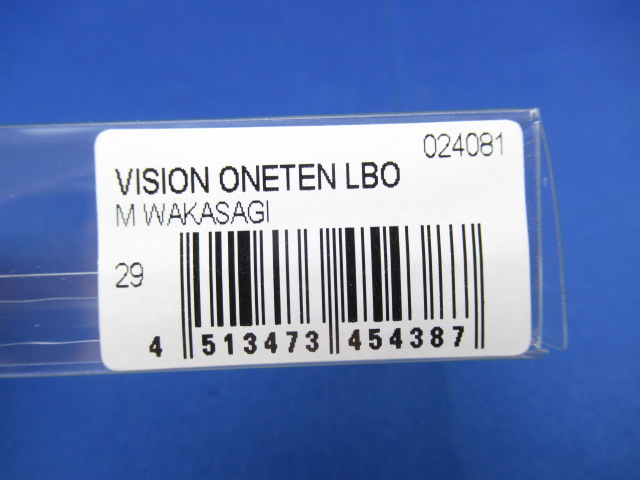 024081
VISION ONETEN LBO
M WAKASAGI
29
4 513473 454387